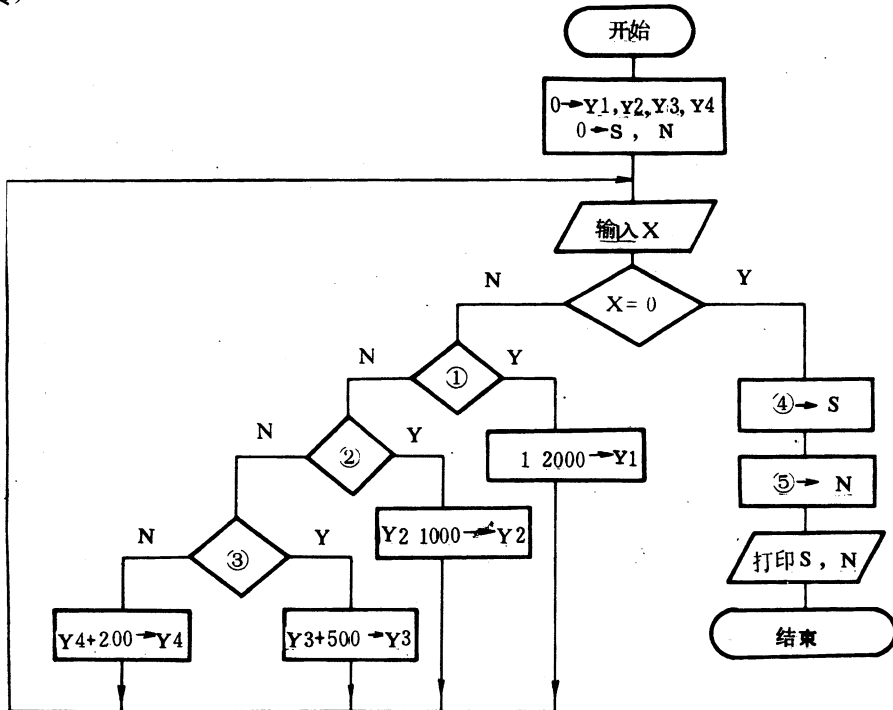 开始
0→Y1,Y2,Y3,Y4
0→S , N
输入X
X= 0
N
Y
①
N
Y
④→ S
②
N
Y
1 2000→Y1
⑤→ N
③
N
Y
Y2 1000→Y2
打印S , N
Y4+200→Y4
Y3+500→Y3
结束